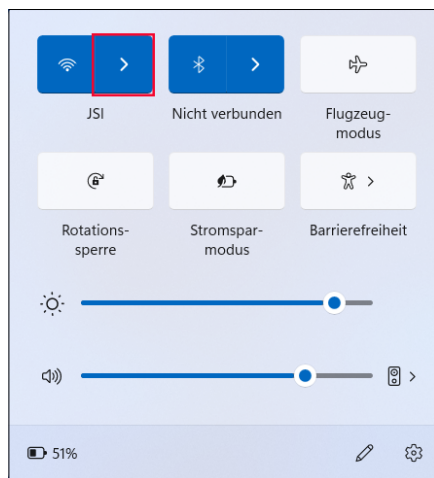 JSI
Nicht verbunden
Flugzeug-
modus
Rotations-
sperre
Stromspar-
modus
Barrierefreiheit
51%